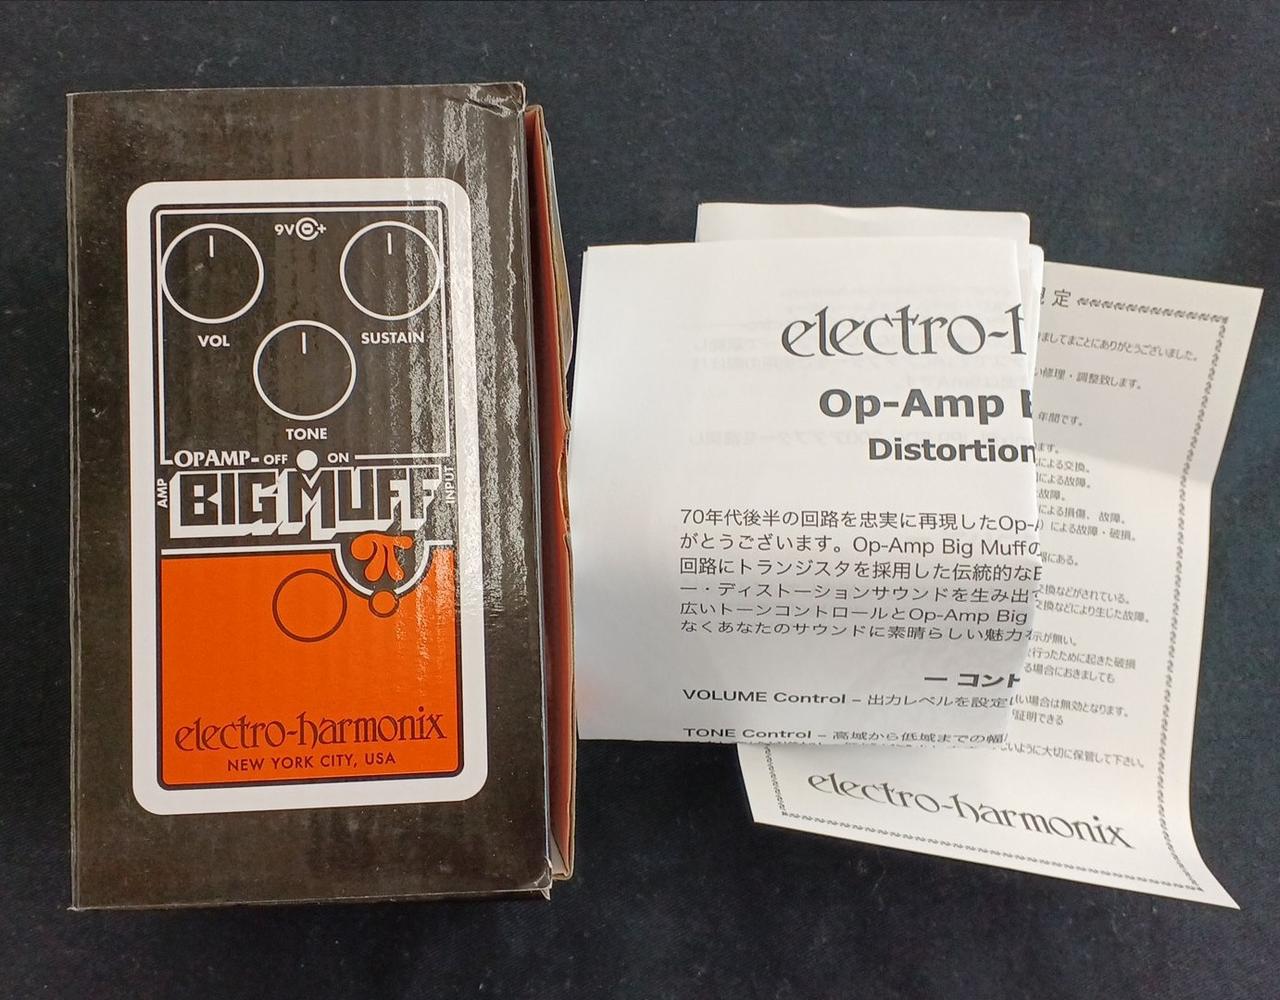 9V
VOL
SUSTAIN
TONE
OPAMP- OFF ON
AMP
INPUT
BIG MUFF
π
electro-harmonix
NEW YORK CITY, USA
electro-h
Op-Amp B
Distortion
70年代後半の回路を忠実に再現したOp-
がとうございます。Op-Amp Big Muffの
回路にトランジスタを採用した伝統的な
ー・ディストーションサウンドを生み出
広いトーンコントロールとOp-Amp Big
なくあなたのサウンドに素晴らしい魅力
― コント
VOLUME Control – 出力レベルを設定
TONE Control – 高域から低域までの幅
定
ましてまことにありがとうございました。
修理・調整致します。
年間です。
ます。
による交換。
による故障。
故障。
による損傷、故障。
）による故障・破損。
器にある。
交換などがされている。
交換などにより生じた故障。
示が無い。
行ったために起きた破損
る場合におきましても
い場合は無効となります。
証明できる
しいように大切に保管して下さい。
electro-harmonix